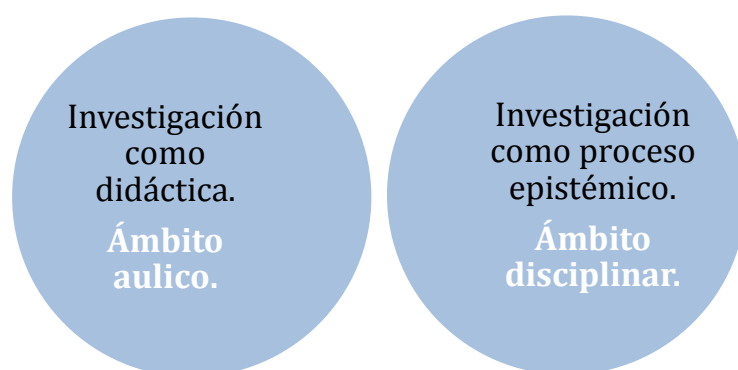 Investigación
como
didáctica.
Ámbito
aulico.
Investigación
como proceso
epistémico.
Ámbito
disciplinar.